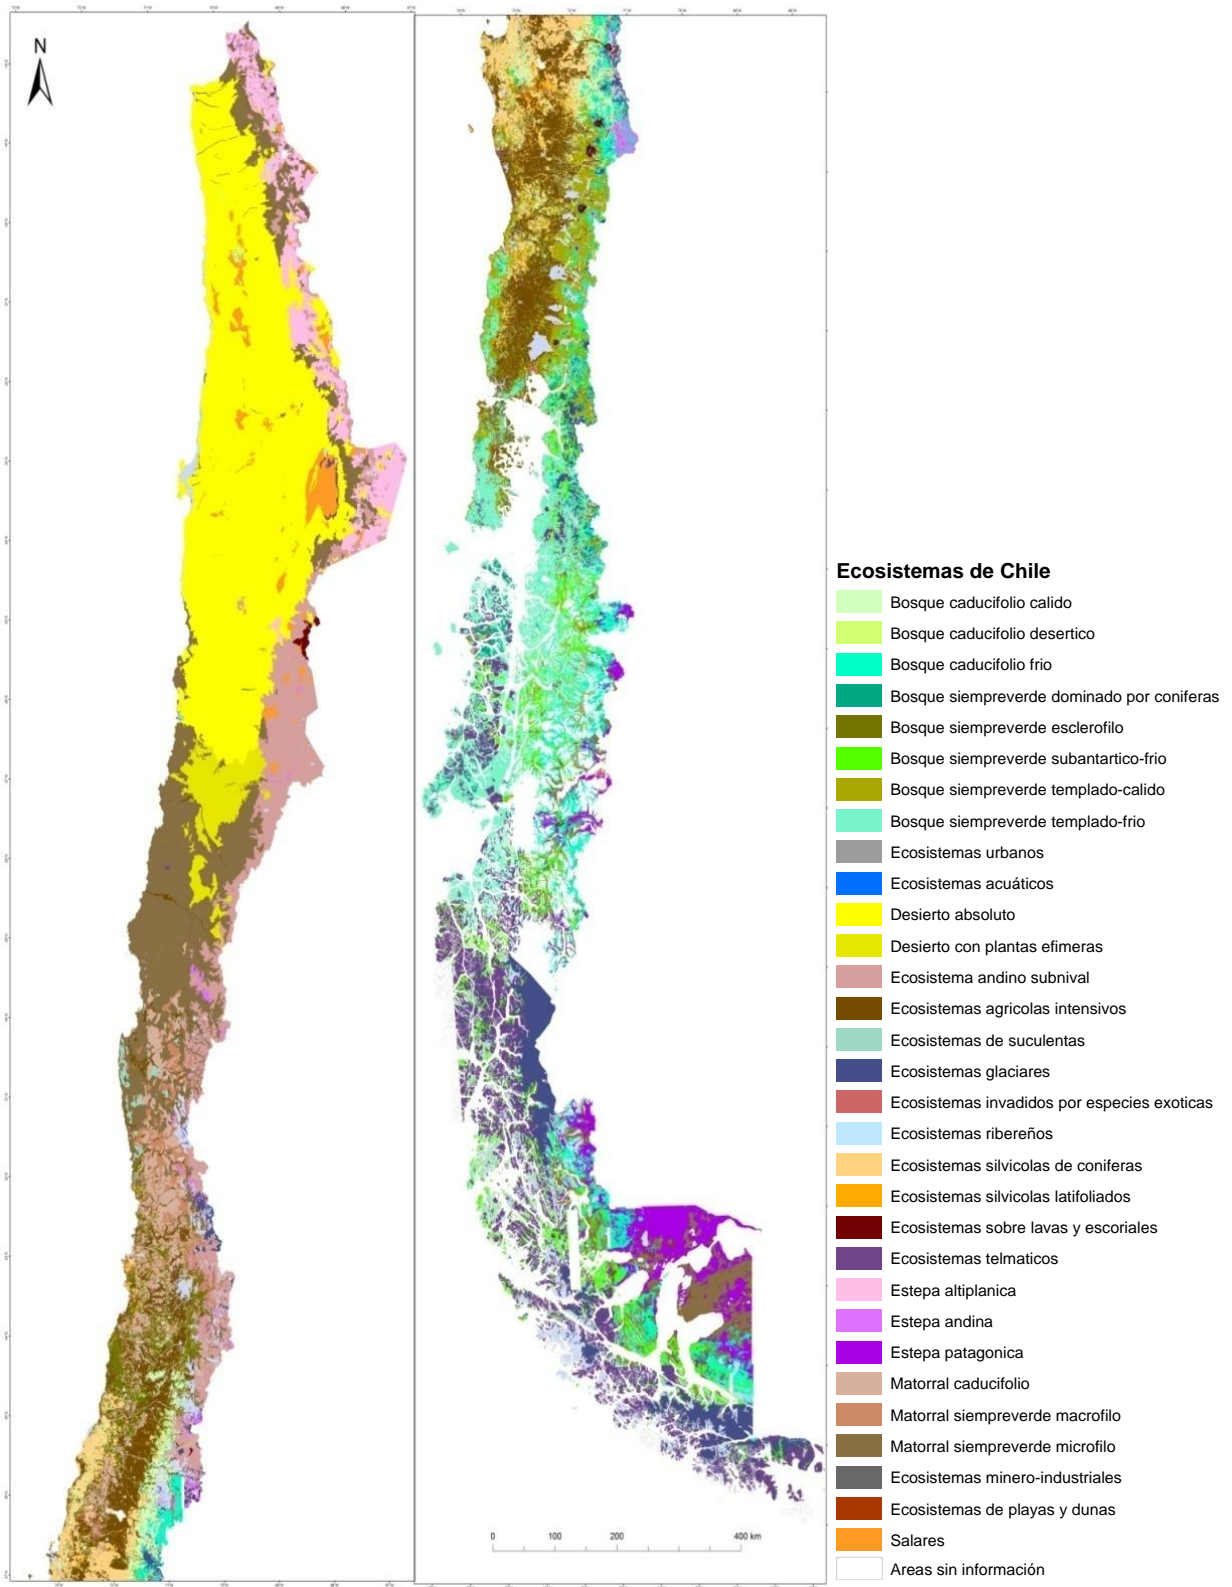 N
Ecosistemas de Chile
Bosque caducifolio calido
Bosque caducifolio desertico
Bosque caducifolio frio
Bosque siempreverde dominado por coniferas
Bosque siempreverde esclerofilo
Bosque siempreverde subantartico-frio
Bosque siempreverde templado-calido
Bosque siempreverde templado-frio
Ecosistemas urbanos
Ecosistemas acuáticos
Desierto absoluto
Desierto con plantas efimeras
Ecosistema andino subnival
Ecosistemas agricolas intensivos
Ecosistemas de suculentas
Ecosistemas glaciares
Ecosistemas invadidos por especies exoticas
Ecosistemas ribereños
Ecosistemas silvicolas de coniferas
Ecosistemas silvicolas latifoliados
Ecosistemas sobre lavas y escoriales
Ecosistemas telmaticos
Estepa altiplanica
Estepa andina
Estepa patagonica
Matorral caducifolio
Matorral siempreverde macrofilo
Matorral siempreverde microfilo
Ecosistemas minero-industriales
Ecosistemas de playas y dunas
Salares
Areas sin información
0 100 200 400 km